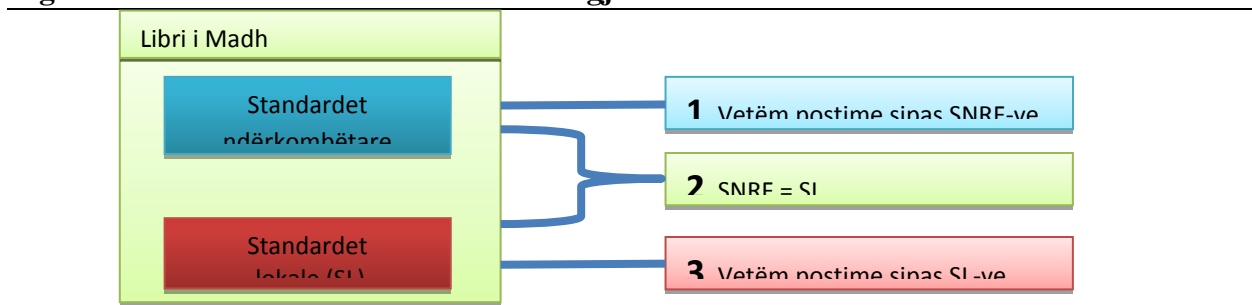 Libri i Madh
Standardet
ndërkombëtare
1 Vetëm postime sipas SNRF-ve
2 SNRF = SL
Standardet
lokale (SL)
3 Vetëm postime sipas SL-ve